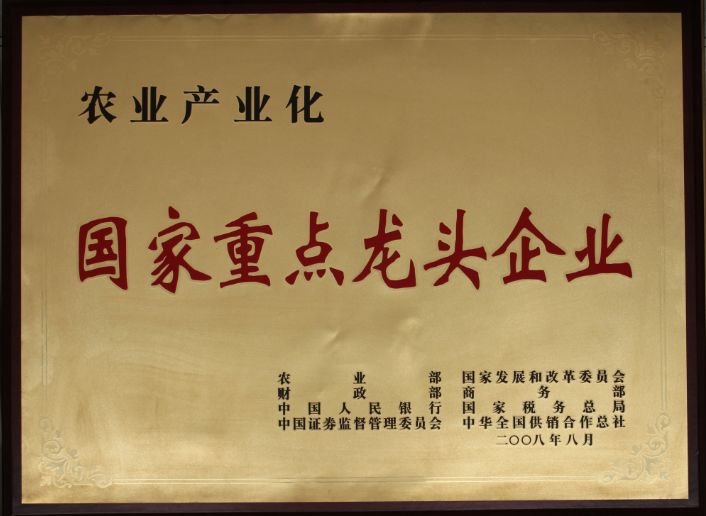 农业产业化
国家重点龙头企业
农业部 国家发展和改革委员会
财政部 商务部
中国人民银行 国家税务总局
中国证券监督管理委员会 中华全国供销合作总社
二〇〇八年八月